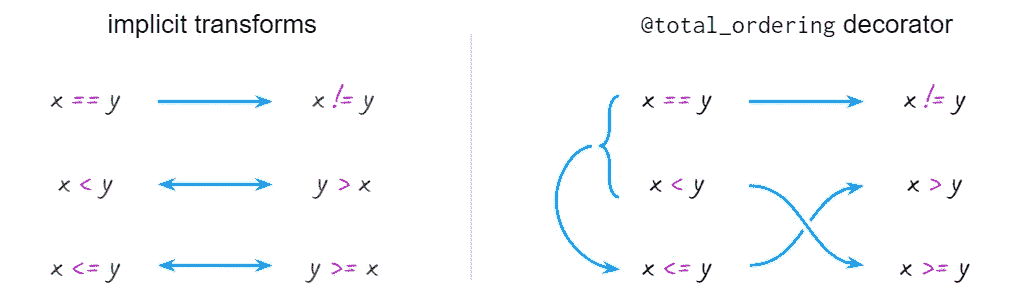 implicit transforms
x == y
x != y
x < y
y > x
x <= y
y >= x
@total_ordering decorator
x == y
x != y
x < y
x > y
x <= y
x >= y